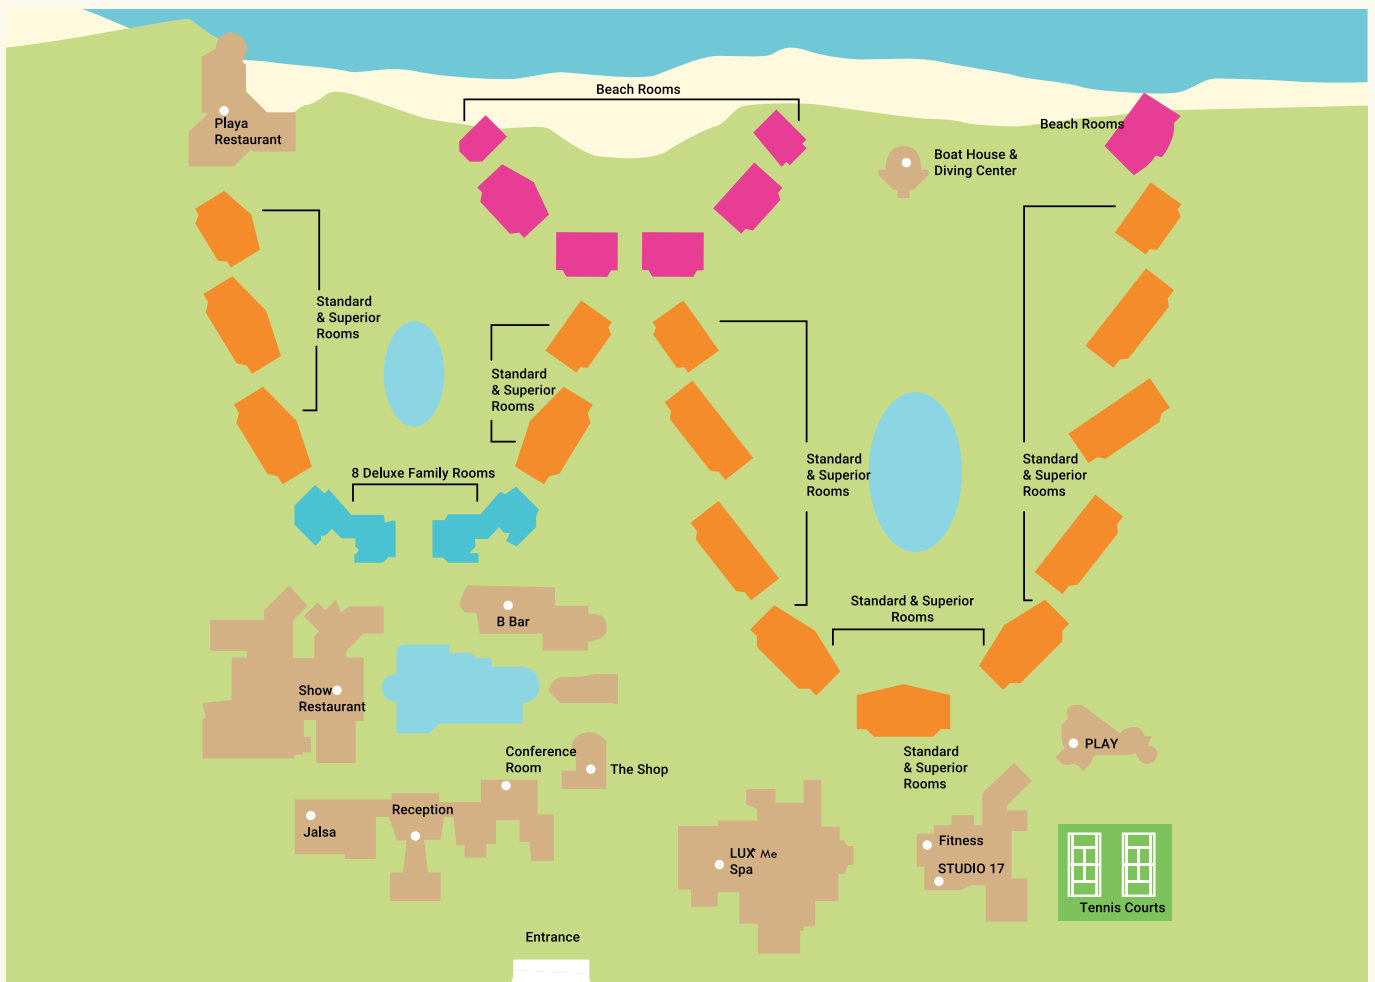 Beach Rooms
Playa
Restaurant
Beach Rooms
Boat House &
Diving Center
Standard
& Superior
Rooms
Standard
& Superior
Rooms
8 Deluxe Family Rooms
Standard
& Superior
Rooms
Standard
& Superior
Rooms
Standard & Superior
Rooms
B Bar
Show
Restaurant
Conference
Room
The Shop
Standard
& Superior
Rooms
PLAY
Reception
Jalsa
LUX* Me
Spa
Fitness
STUDIO 17
Tennis Courts
Entrance